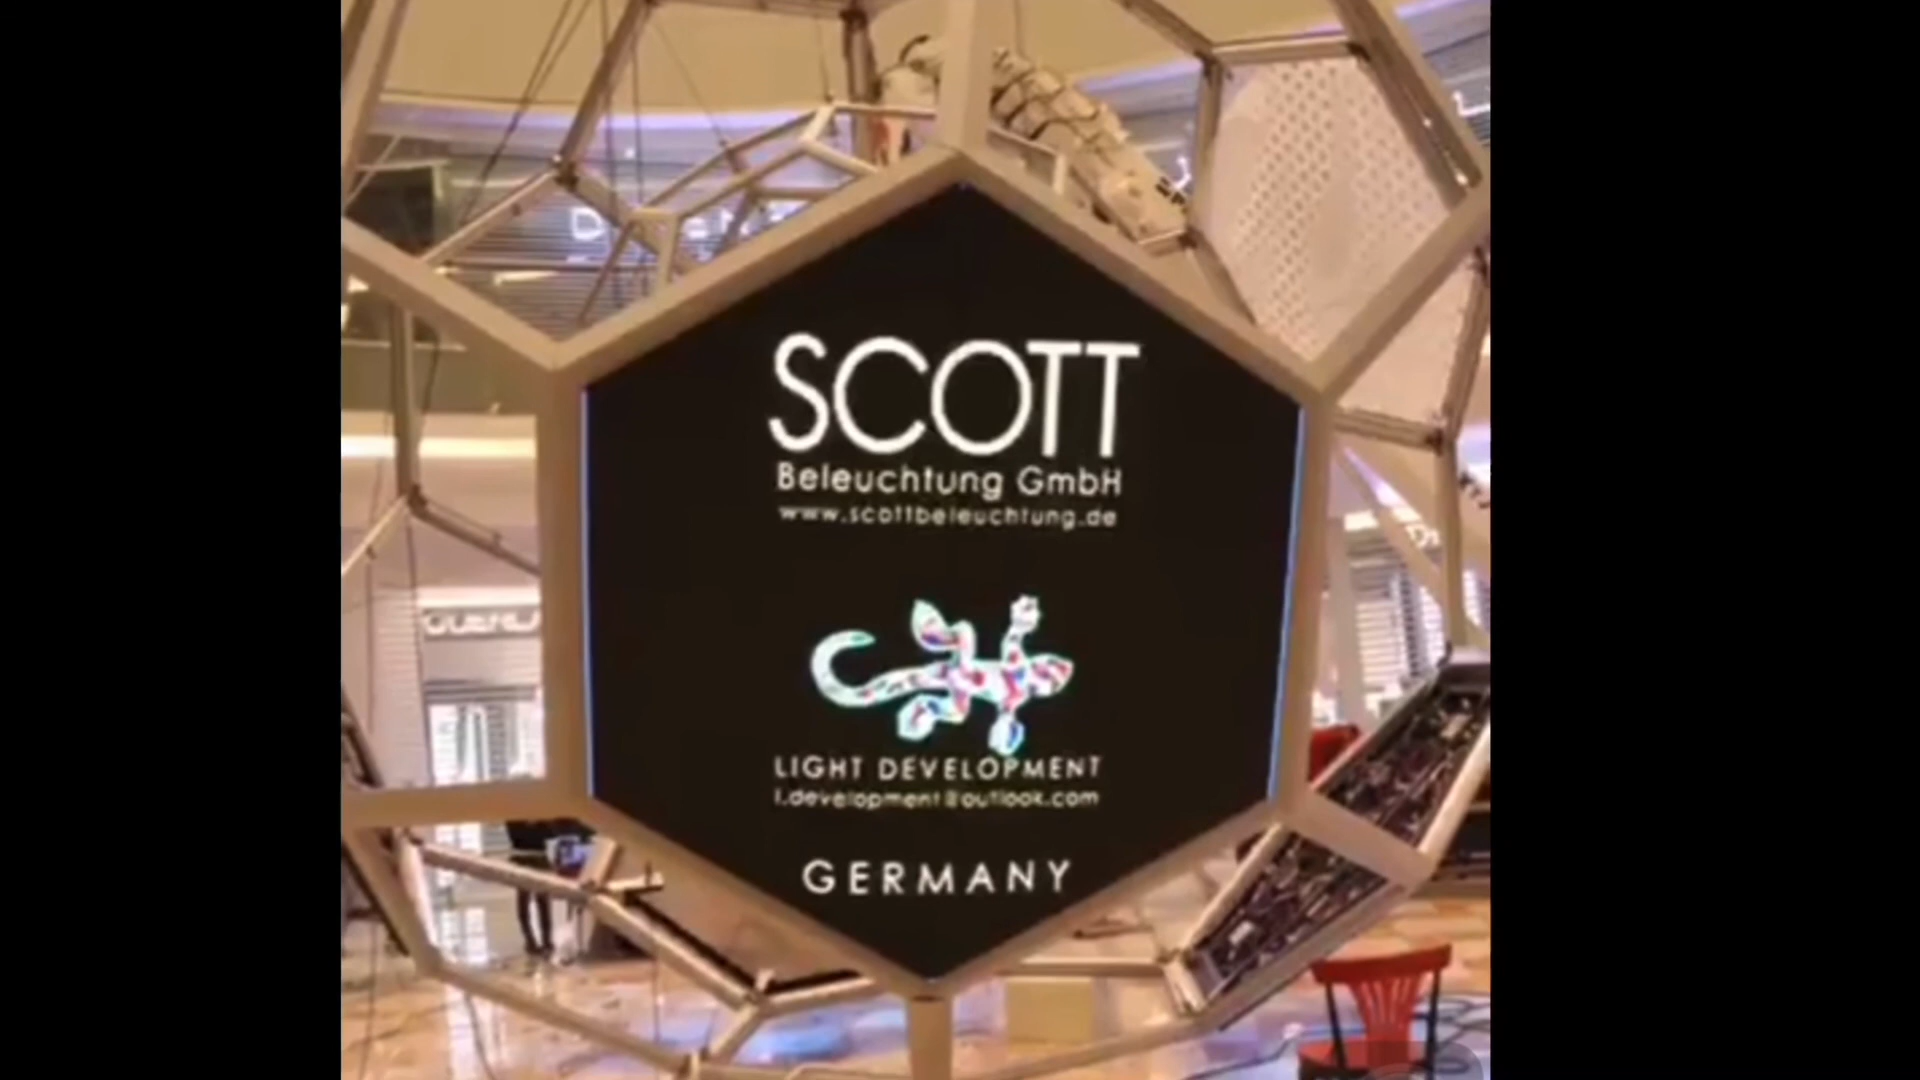 SCOTT
Beleuchtung GmbH
www.scottbeleuchtung.de
LIGHT DEVELOPMENT
l.development@outlook.com
GERMANY